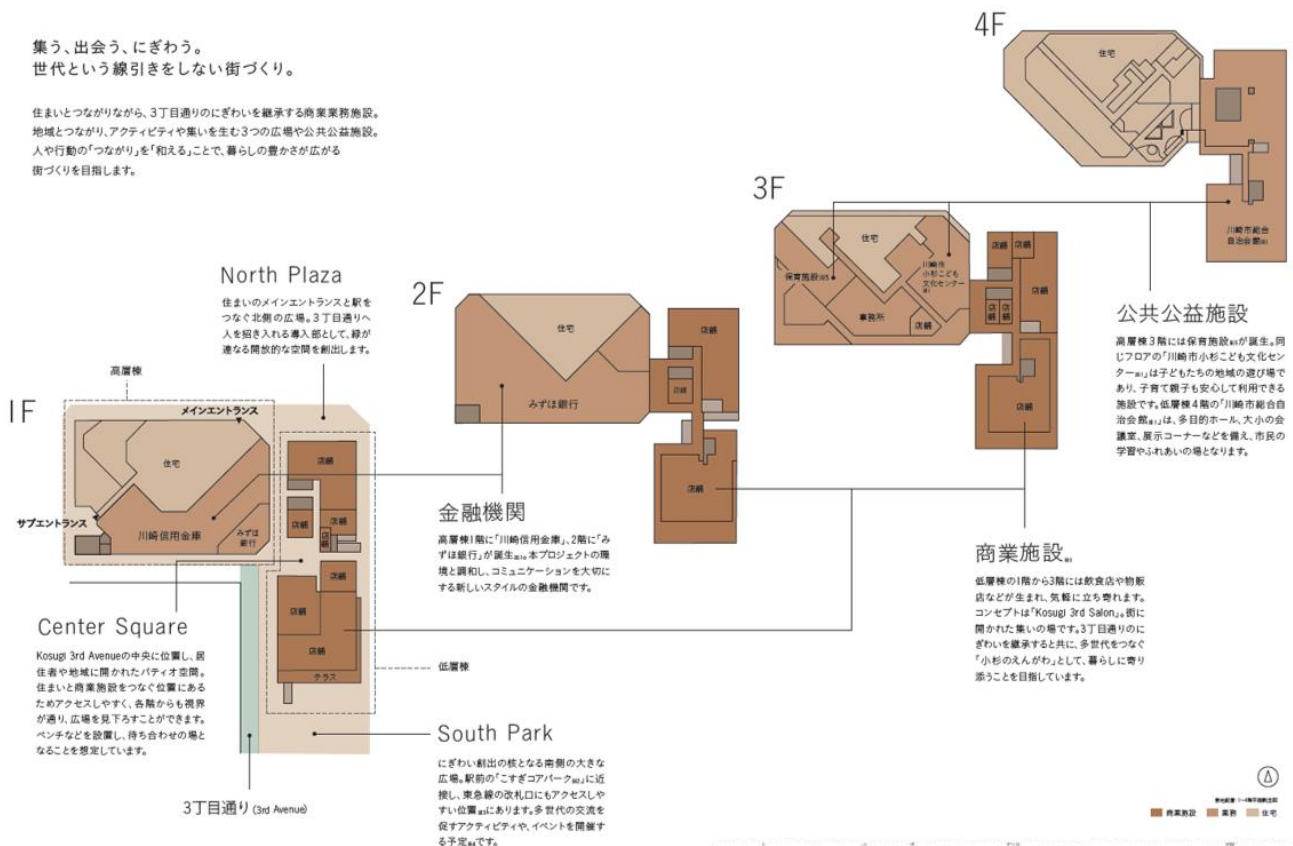 集う、出会う、にぎわう。
世代という線引きをしない街づくり。
住まいとつながりながら、3丁目通りのにぎわいを継承する商業業務施設。
地域とつながり、アクティビティや集いを生む3つの広場や公共公益施設。
人や行動の「つながり」を「和える」ことで、暮らしの豊かさが広がる
街づくりを目指します。
4F
住宅
川崎市総合
自治会館
3F
住宅
保育施設
川崎市
小杉こども
文化センター
事務所
店舗
店舗
店舗
店舗
店舗
店舗
店舗
公共公益施設
高層棟3階には保育施設が誕生。同
じフロアの「川崎市小杉こども文化セン
ター」は子どもたちの地域の遊び場で
あり、子育て親子も安心して利用できる
施設です。低層棟4階の「川崎市総合自
治会館」は、多目的ホール、大小の会
議室、展示コーナーなどを備え、市民の
学習やふれあいの場となります。
2F
住宅
みずほ銀行
店舗
店舗
店舗
金融機関
高層棟1階に「川崎信用金庫」、2階に「み
ずほ銀行」が誕生。本プロジェクトの環
境と調和し、コミュニケーションを大切に
する新しいスタイルの金融機関です。
商業施設
低層棟の1階から3階には飲食店や物販
店などが生まれ、気軽に立ち寄れます。
コンセプトは「Kosugi 3rd Salon」。街に
開かれた集いの場です。3丁目通りのに
ぎわいを継承すると共に、多世代をつなぐ
「小杉のえんがわ」として、暮らしに寄り
添うことを目指しています。
North Plaza
住まいのメインエントランスと駅を
つなぐ北側の広場。3丁目通りへ
人を招き入れる導入部として、緑が
連なる開放的な空間を創出します。
1F
高層棟
メインエントランス
住宅
サブエントランス
川崎信用金庫
みずほ
銀行
店舗
店舗
店舗
店舗
店舗
店舗
店舗
テラス
低層棟
Center Square
Kosugi 3rd Avenueの中央に位置し、居
住者や地域に開かれたパティオ空間。
住まいと商業施設をつなぐ位置にある
ためアクセスしやすく、各階からも視界
が通り、広場を見下ろすことができます。
ベンチなどを設置し、待ち合わせの場と
なることを想定しています。
3丁目通り (3rd Avenue)
South Park
にぎわい創出の核となる南側の大きな
広場。駅前の「こすぎコアパーク」に近
接し、東急線の改札口にもアクセスしや
すい位置にあります。多世代の交流を
促すアクティビティや、イベントを開催す
る予定です。
商業施設 業務 住宅